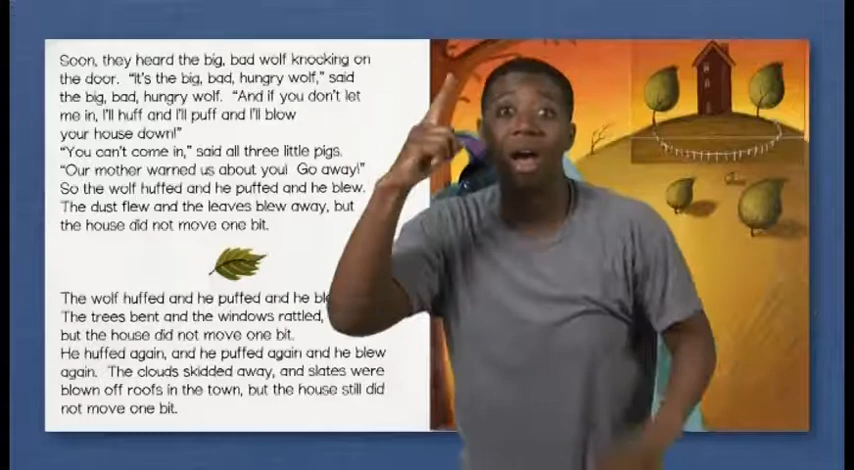 Soon, they heard the big, bad wolf knocking on
the door. "It's the big, bad, hungry wolf," said
the big, bad, hungry wolf. "And if you don't let
me in, I'll huff and I'll puff and I'll blow
your house down!"
"You can't come in," said all three little pigs.
"Our mother warned us about you! Go away!"
So the wolf huffed and he puffed and he blew.
The dust flew and the leaves blew away, but
the house did not move one bit.
The wolf huffed and he puffed and he
The trees bent and the windows rattled,
but the house did not move one bit.
He huffed again, and he puffed again and he blew
again. The clouds skidded away, and slates were
blown off roofs in the town, but the house still did
not move one bit.